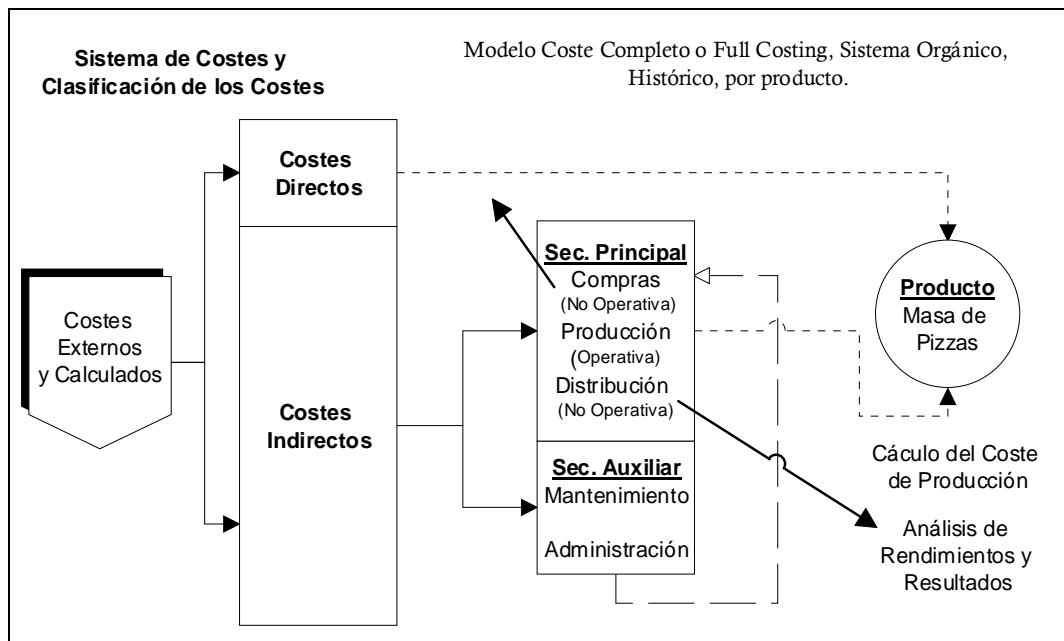 Sistema de Costes y
Clasificación de los Costes
Modelo Coste Completo o Full Costing, Sistema Orgánico,
Histórico, por producto.
Costes
Directos
Costes
Externos
y Calculados
Costes
Indirectos
Sec. Principal
Compras
(No Operativa)
Producción
(Operativa)
Distribución
(No Operativa)
Sec. Auxiliar
Mantenimiento
Administración
Producto
Masa de
Pizzas
Cáculo del Coste
de Producción
Análisis de
Rendimientos y
Resultados